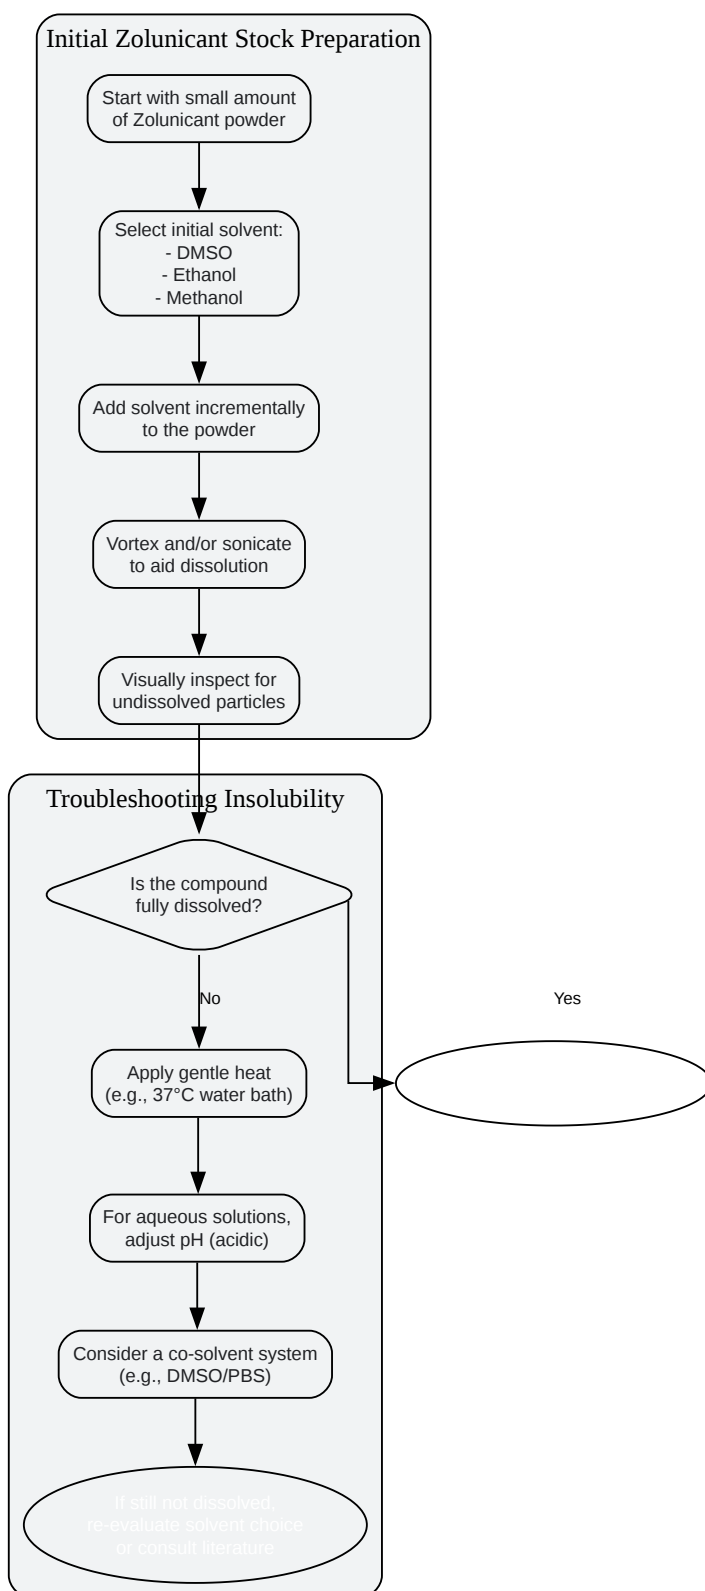 Initial Zolunicant Stock Preparation
Start with small amount
of Zolunicant powder
Select initial solvent:
- DMSO
- Ethanol
- Methanol
Add solvent incrementally
to the powder
Vortex and/or sonicate
to aid dissolution
Visually inspect for
undissolved particles
Troubleshooting Insolubility
Is the compound
fully dissolved?
No
Yes
Apply gentle heat
(e.g., 37°C water bath)
For aqueous solutions,
adjust pH (acidic)
Consider a co-solvent system
(e.g., DMSO/PBS)
If still not dissolved,
re-evaluate solvent choice
or consult literature